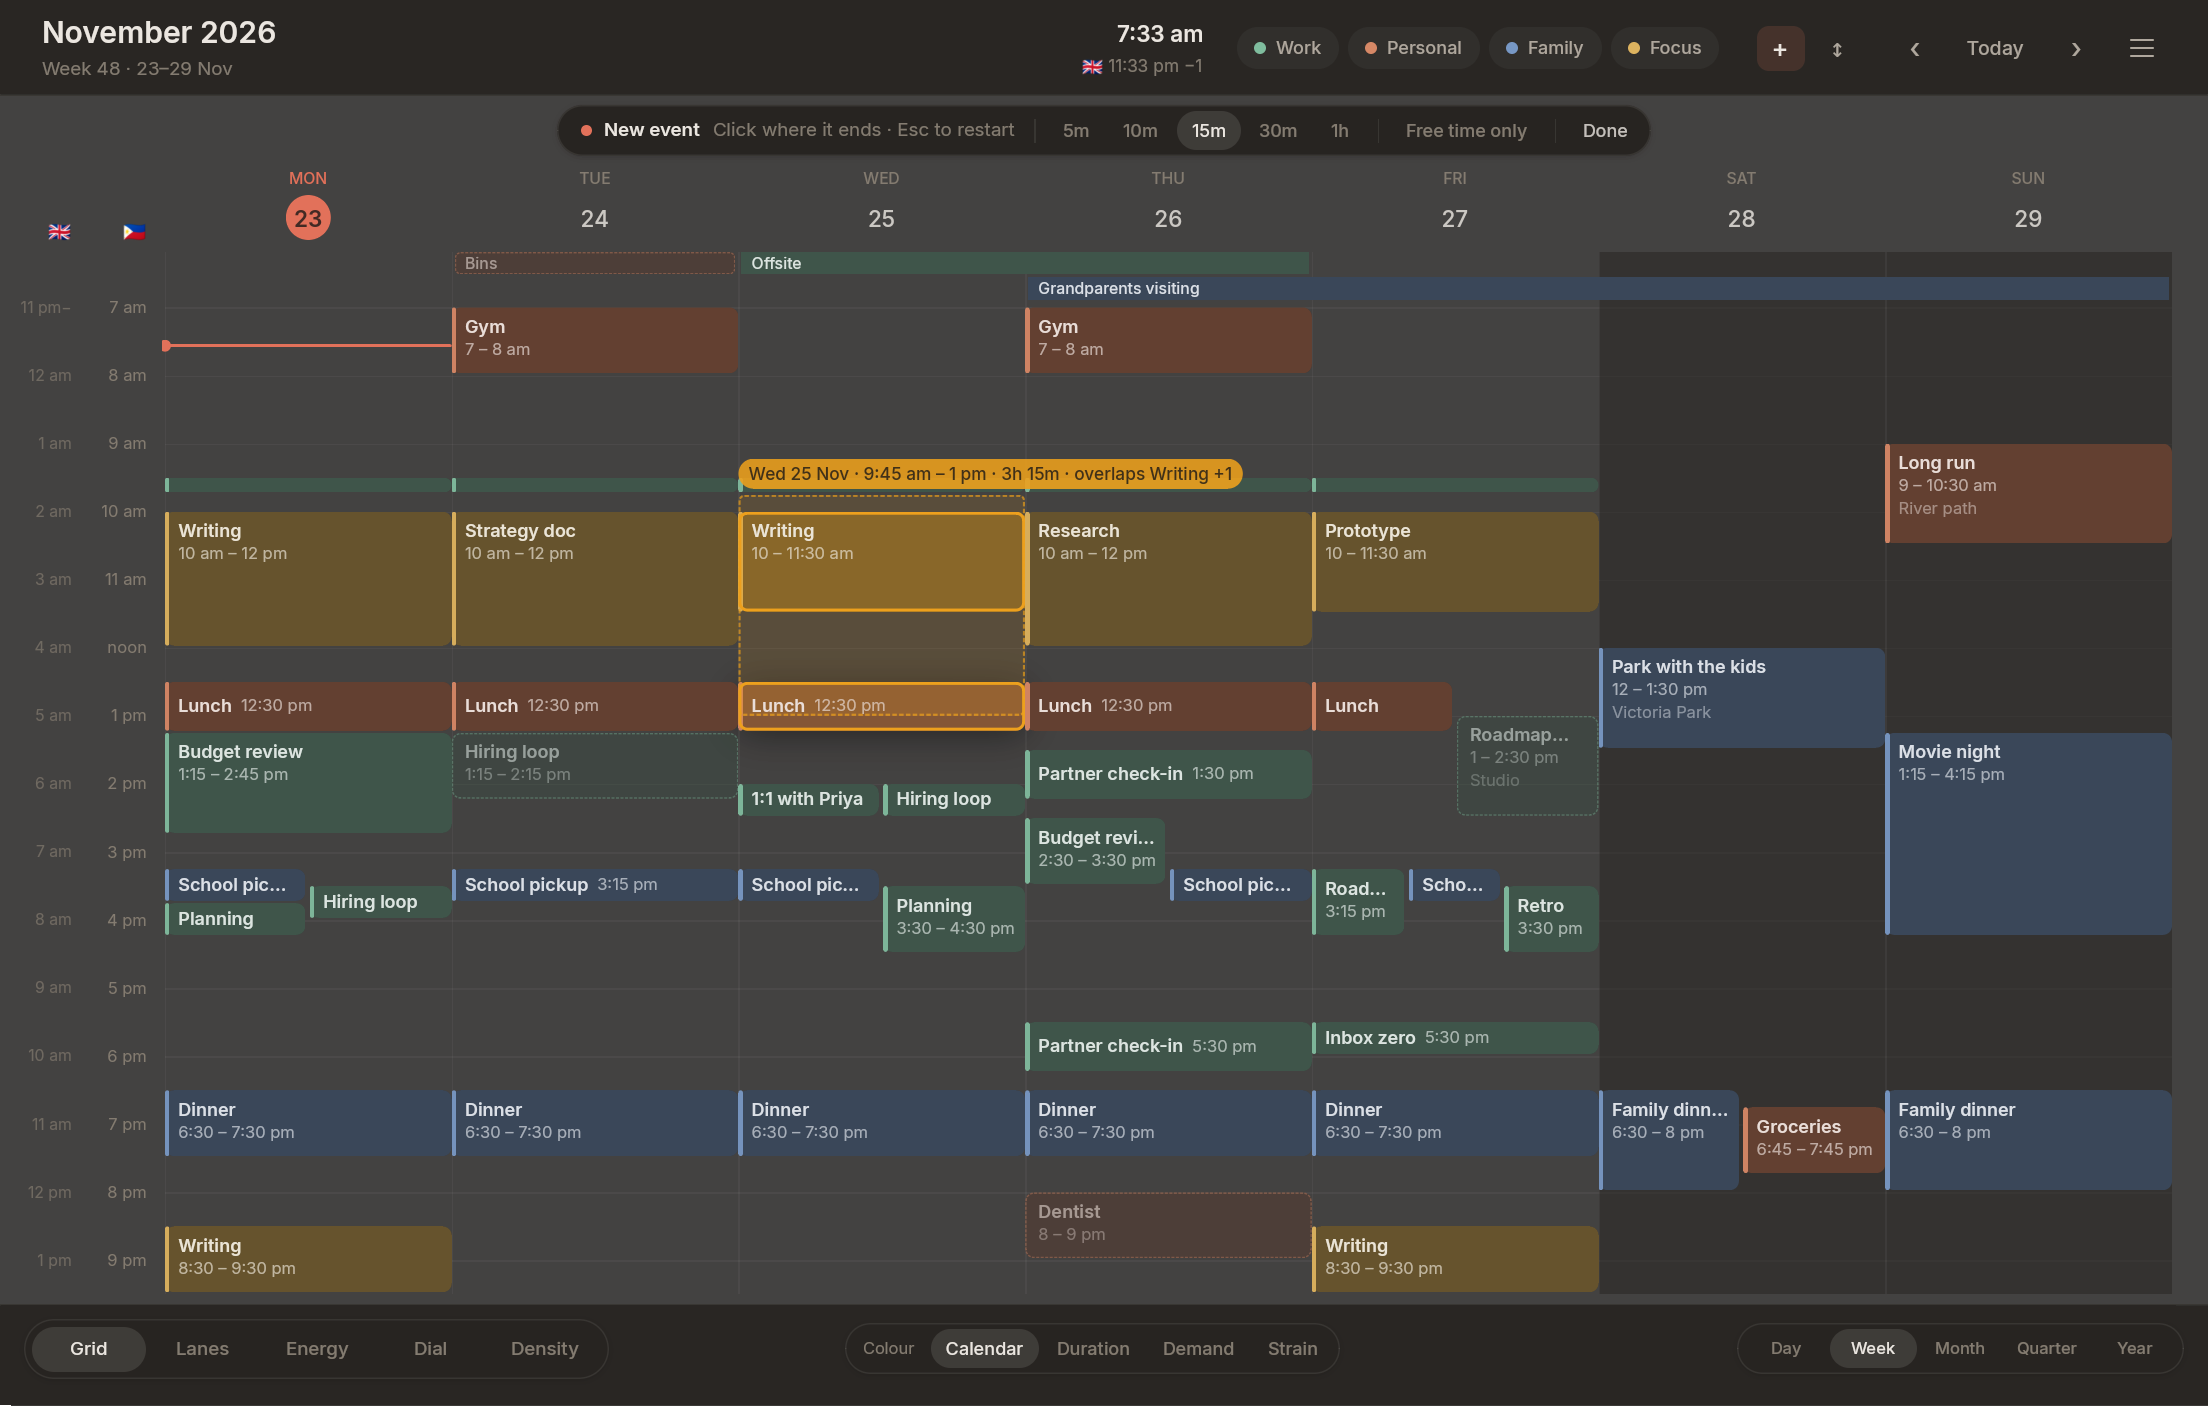 November 2026
Week 48 · 23–29 Nov
7:33 am
11:33 pm −1
Work
Personal
Family
Focus
+
Today
New event Click where it ends · Esc to restart
5m
10m
15m
30m
1h
Free time only
Done
MON
23
TUE
24
WED
25
THU
26
FRI
27
SAT
28
SUN
29
Bins
Offsite
Grandparents visiting
11 pm− 7 am
12 am 8 am
1 am 9 am
2 am 10 am
3 am 11 am
4 am noon
5 am 1 pm
6 am 2 pm
7 am 3 pm
8 am 4 pm
9 am 5 pm
10 am 6 pm
11 am 7 pm
12 pm 8 pm
1 pm 9 pm
Writing
10 am – 12 pm
Lunch 12:30 pm
Budget review
1:15 – 2:45 pm
School pic…
Planning
Hiring loop
Dinner
6:30 – 7:30 pm
Writing
8:30 – 9:30 pm
Gym
7 – 8 am
Strategy doc
10 am – 12 pm
Lunch 12:30 pm
Hiring loop
1:15 – 2:15 pm
School pickup 3:15 pm
Dinner
6:30 – 7:30 pm
Wed 25 Nov · 9:45 am – 1 pm · 3h 15m · overlaps Writing +1
Writing
10 – 11:30 am
Lunch 12:30 pm
1:1 with Priya
Hiring loop
School pic…
Planning
3:30 – 4:30 pm
Dinner
6:30 – 7:30 pm
Gym
7 – 8 am
Research
10 am – 12 pm
Lunch 12:30 pm
Partner check-in 1:30 pm
Budget revi…
2:30 – 3:30 pm
School pic…
Partner check-in 5:30 pm
Dinner
6:30 – 7:30 pm
Dentist
8 – 9 pm
Prototype
10 – 11:30 am
Lunch
Roadmap…
1 – 2:30 pm
Studio
Road…
3:15 pm
Scho…
Retro
3:30 pm
Inbox zero 5:30 pm
Dinner
6:30 – 7:30 pm
Writing
8:30 – 9:30 pm
Park with the kids
12 – 1:30 pm
Victoria Park
Family dinn…
6:30 – 8 pm
Groceries
6:45 – 7:45 pm
Long run
9 – 10:30 am
River path
Movie night
1:15 – 4:15 pm
Family dinner
6:30 – 8 pm
Grid
Lanes
Energy
Dial
Density
Colour
Calendar
Duration
Demand
Strain
Day
Week
Month
Quarter
Year